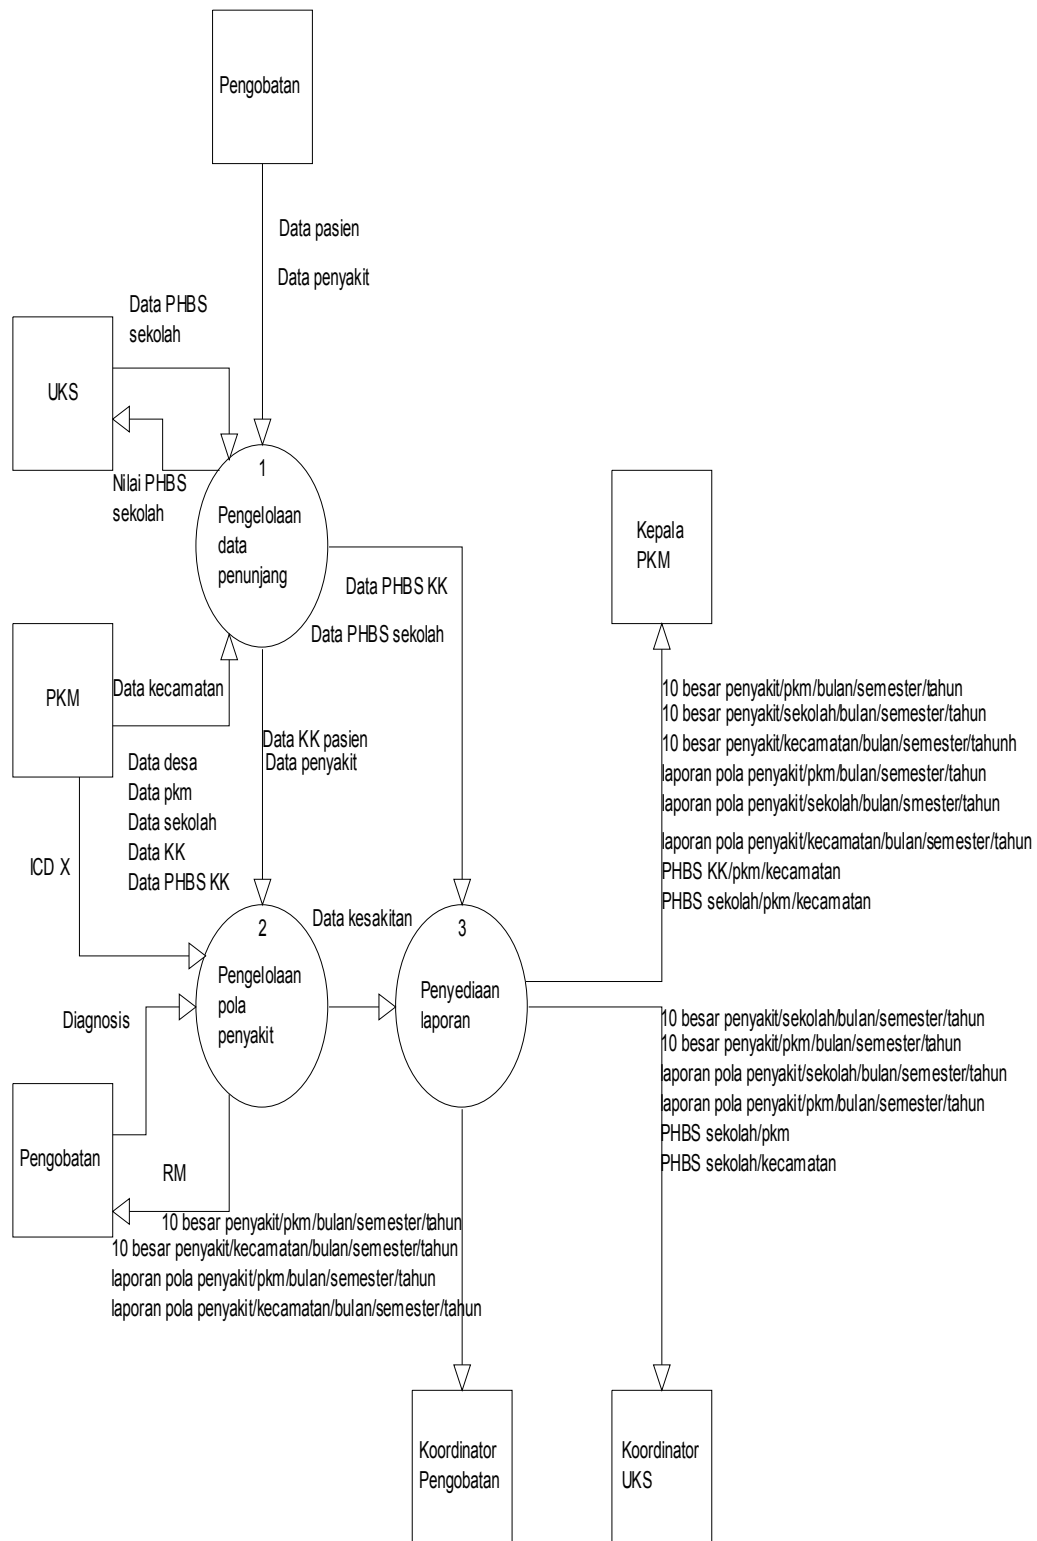 Pengobatan
Data pasien
Data penyakit
Data PHBS
sekolah
UKS
Nilai PHBS
sekolah
1
Pengelolaan
data
penunjang
Kepala
PKM
Data PHBS KK
Data PHBS sekolah
PKM
Data kecamatan
Data desa
Data pkm
Data sekolah
Data KK
Data PHBS KK
Data KK pasien
Data penyakit
10 besar penyakit/pkm/bulan/semester/tahun
10 besar penyakit/sekolah/bulan/semester/tahun
10 besar penyakit/kecamatan/bulan/semester/tahunh
laporan pola penyakit/pkm/bulan/semester/tahun
laporan pola penyakit/sekolah/bulan/smester/tahun
laporan pola penyakit/kecamatan/bulan/semester/tahun
PHBS KK/pkm/kecamatan
PHBS sekolah/pkm/kecamatan
ICD X
2
Pengelolaan
pola
penyakit
Data kesakitan
3
Penyediaan
laporan
Diagnosis
Pengobatan
RM
10 besar penyakit/sekolah/bulan/semester/tahun
10 besar penyakit/pkm/bulan/semester/tahun
laporan pola penyakit/sekolah/bulan/semester/tahun
laporan pola penyakit/pkm/bulan/semester/tahun
PHBS sekolah/pkm
PHBS sekolah/kecamatan
10 besar penyakit/pkm/bulan/semester/tahun
10 besar penyakit/kecamatan/bulan/semester/tahun
laporan pola penyakit/pkm/bulan/semester/tahun
laporan pola penyakit/kecamatan/bulan/semester/tahun
Koordinator
Pengobatan
Koordinator
UKS